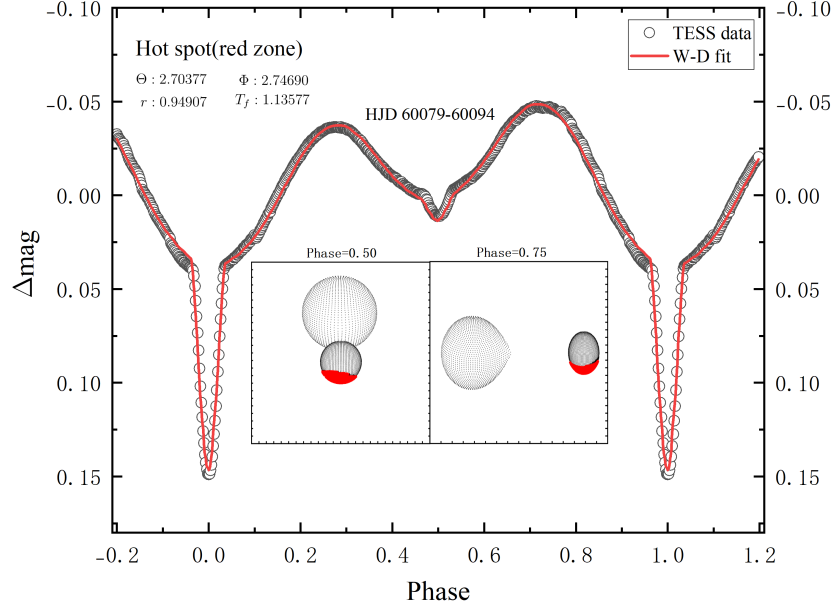 -0.10
-0.10
Hot spot(red zone)
TESS data
W-D fit
Θ : 2.70377 Φ : 2.74690
r : 0.94907 T_f : 1.13577
HJD 60079-60094
-0.05
-0.05
0.00
0.00
Phase=0.50
Phase=0.75
0.05
0.05
0.10
0.10
0.15
0.15
Δmag
-0.2 0.0 0.2 0.4 0.6 0.8 1.0 1.2
Phase